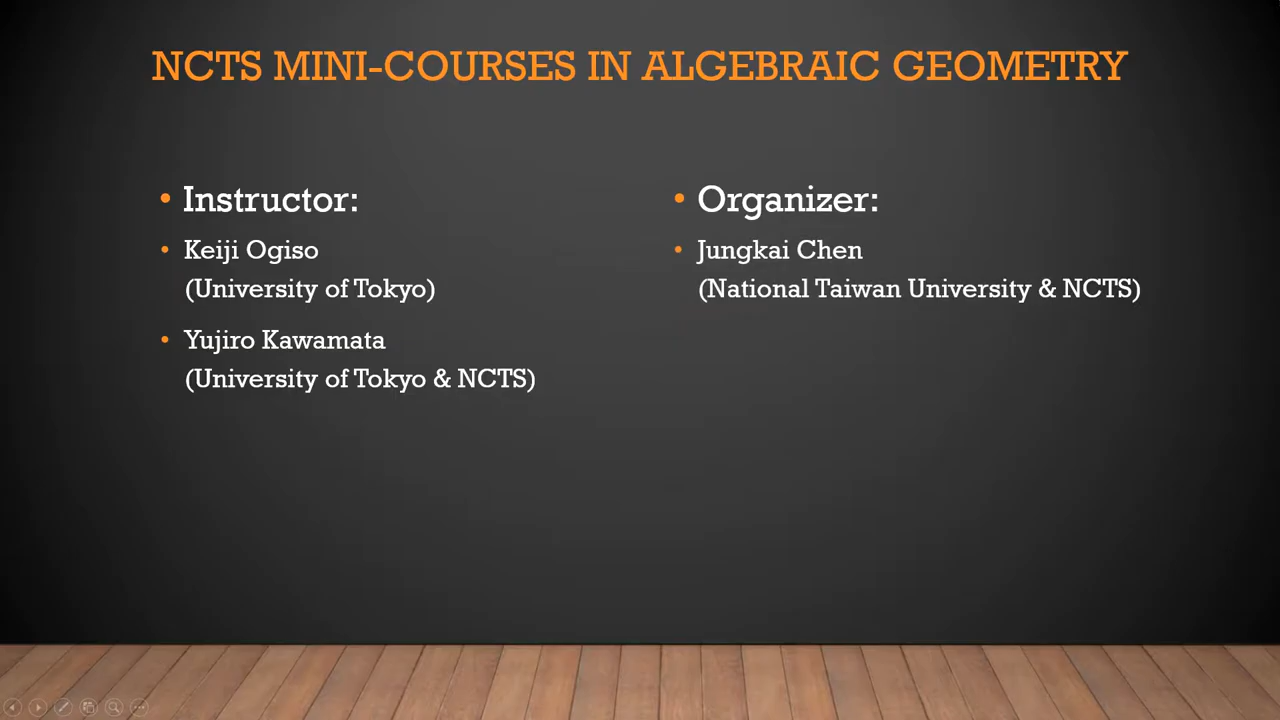 NCTS MINI-COURSES IN ALGEBRAIC GEOMETRY
• Instructor:
• Keiji Ogiso
(University of Tokyo)
• Yujiro Kawamata
(University of Tokyo & NCTS)
• Organizer:
• Jungkai Chen
(National Taiwan University & NCTS)